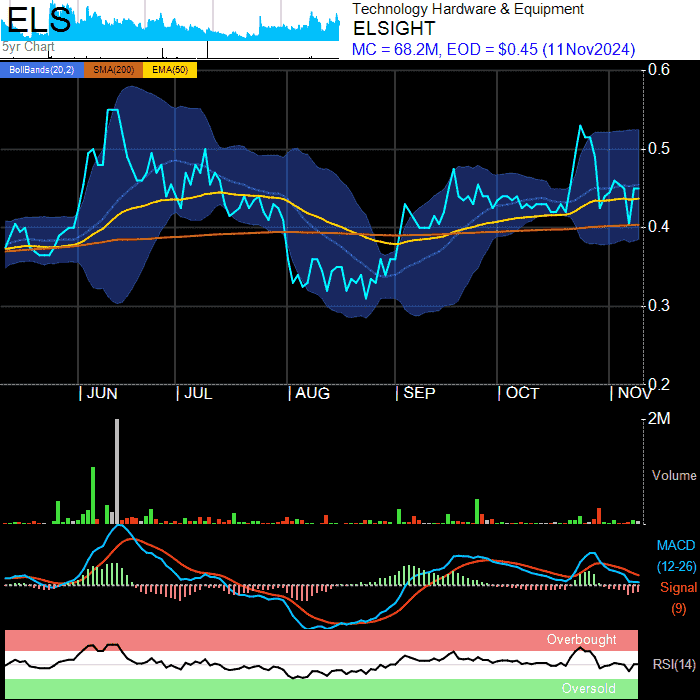 ELS
5yr Chart
Technology Hardware & Equipment
ELSIGHT
MC = 68.2M, EOD = $0.45 (11Nov2024)
BollBands(20,2) SMA(200) EMA(50)
0.6
0.5
0.4
0.3
0.2
JUN JUL AUG SEP OCT NOV
2M
Volume
MACD
(12-26)
Signal
(9)
Overbought
RSI(14)
Oversold